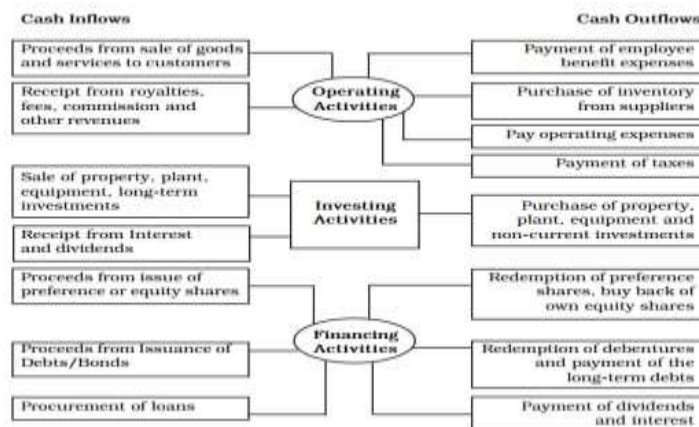 Cash Inflows
Cash Outflows
Proceeds from sale of goods
and services to customers
Receipt from royalties,
fees, commission and
other revenues
Operating
Activities
Payment of employee
benefit expenses
Purchase of inventory
from suppliers
Pay operating expenses
Payment of taxes
Sale of property, plant,
equipment, long-term
investments
Receipt from Interest
and dividends
Investing
Activities
Purchase of property,
plant, equipment and
non-current investments
Proceeds from issue of
preference or equity shares
Proceeds from Issuance of
Debts/Bonds
Procurement of loans
Financing
Activities
Redemption of preference
shares, buy back of
own equity shares
Redemption of debentures
and payment of the
long-term debts
Payment of dividends
and interest